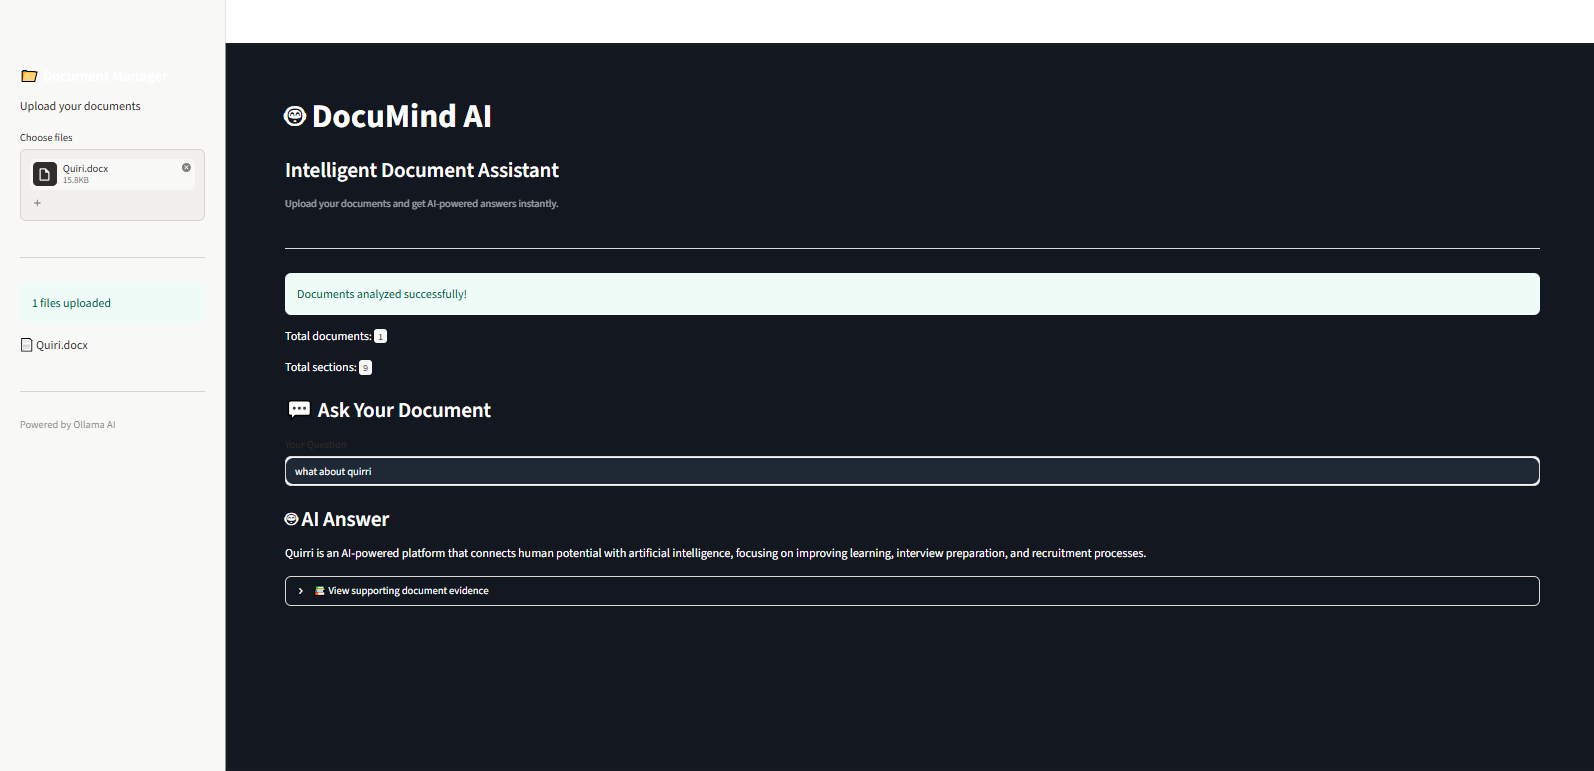 Document Manager
Upload your documents
Choose files
Quiri.docx
15.8KB
+
1 files uploaded
Quiri.docx
Powered by Ollama AI
DocuMind AI
Intelligent Document Assistant
Upload your documents and get AI-powered answers instantly.
Documents analyzed successfully!
Total documents: 1
Total sections: 9
Ask Your Document
Your Question
what about quirri
AI Answer
Quirri is an AI-powered platform that connects human potential with artificial intelligence, focusing on improving learning, interview preparation, and recruitment processes.
View supporting document evidence